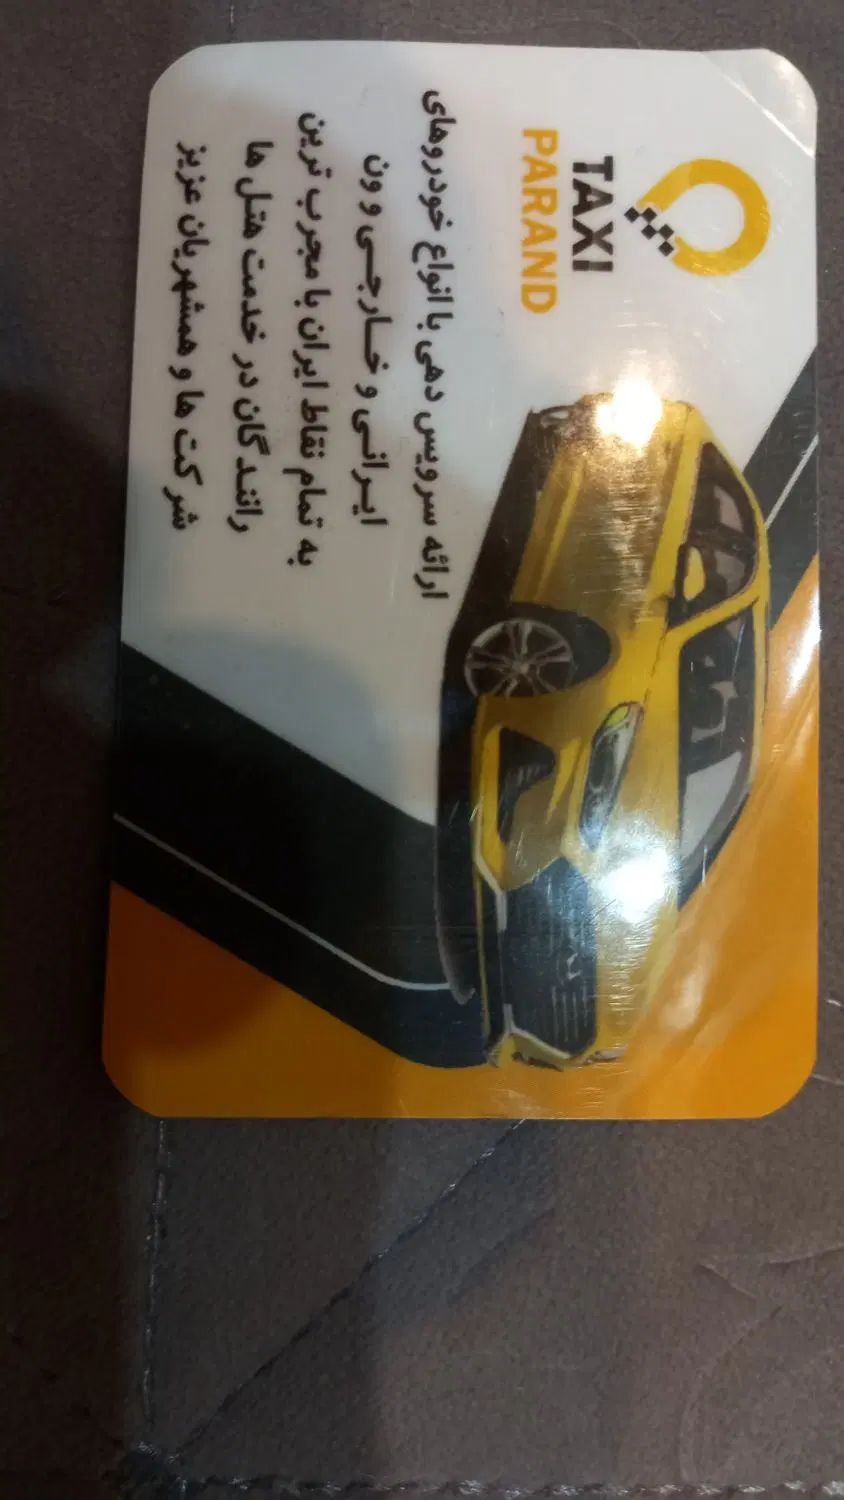 TAXI
PARAND
ارائه سرویس دهی با انواع خودروهای
ایرانی و خارجی و ون
به تمام نقاط ایران با مجرب ترین
رانندگان در خدمت هتل ها
شرکت ها و همشهریان عزیز